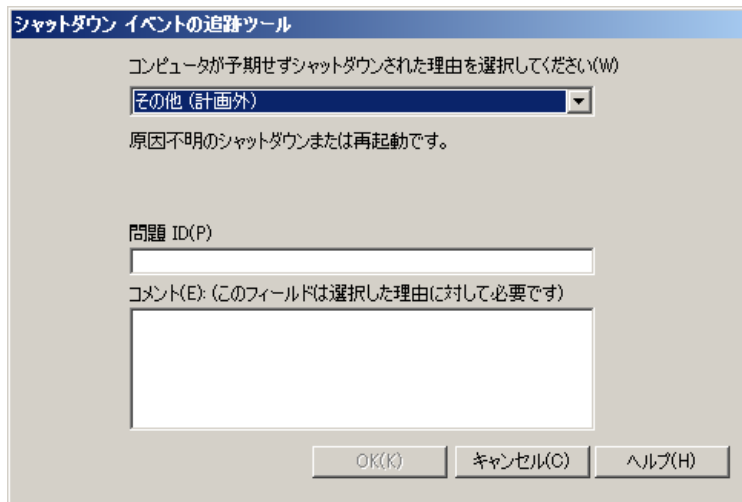 シャットダウン イベントの追跡ツール
コンピュータが予期せずシャットダウンされた理由を選択してください(W)
その他 (計画外)
原因不明のシャットダウンまたは再起動です。
問題 ID(P)
コメント(E): (このフィールドは選択した理由に対して必要です)
OK(K) キャンセル(C) ヘルプ(H)